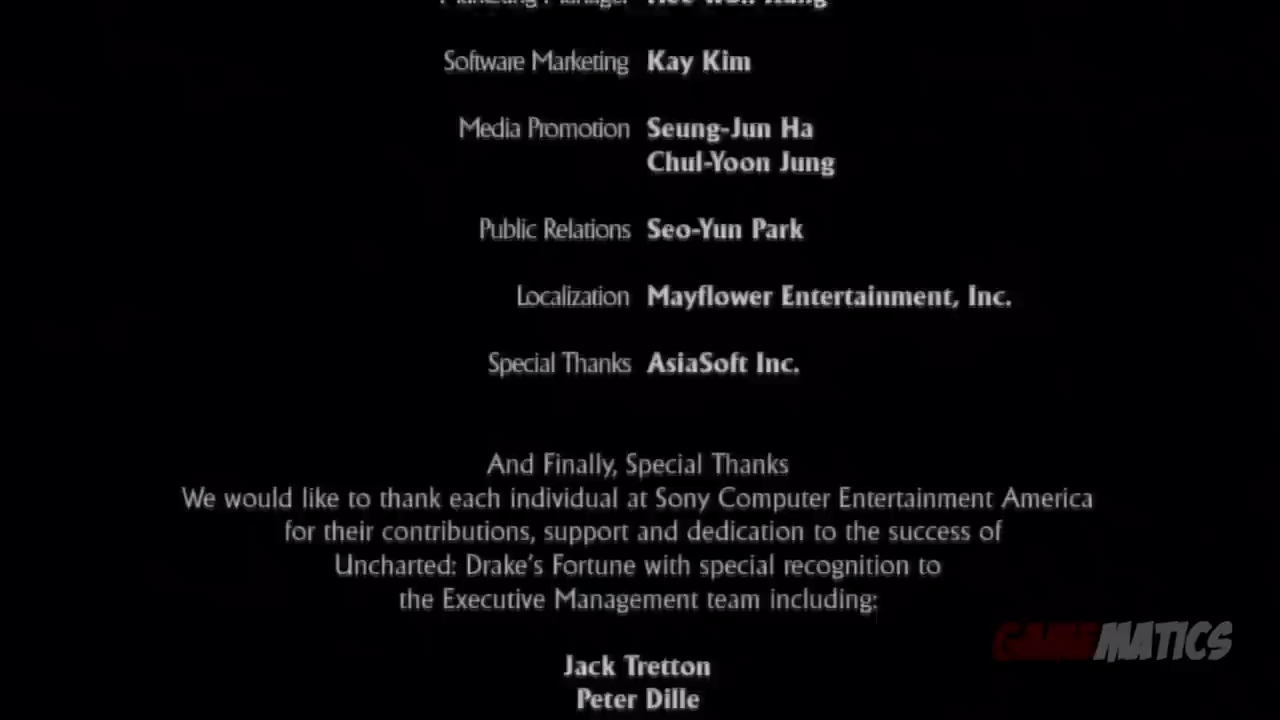 Software Marketing Kay Kim
Media Promotion Seung-Jun Ha
Chul-Yoon Jung
Public Relations Seo-Yun Park
Localization Mayflower Entertainment, Inc.
Special Thanks AsiaSoft Inc.
And Finally, Special Thanks
We would like to thank each individual at Sony Computer Entertainment America
for their contributions, support and dedication to the success of
Uncharted: Drake's Fortune with special recognition to
the Executive Management team including:
GAMEMATICS
Jack Tretton
Peter Dille